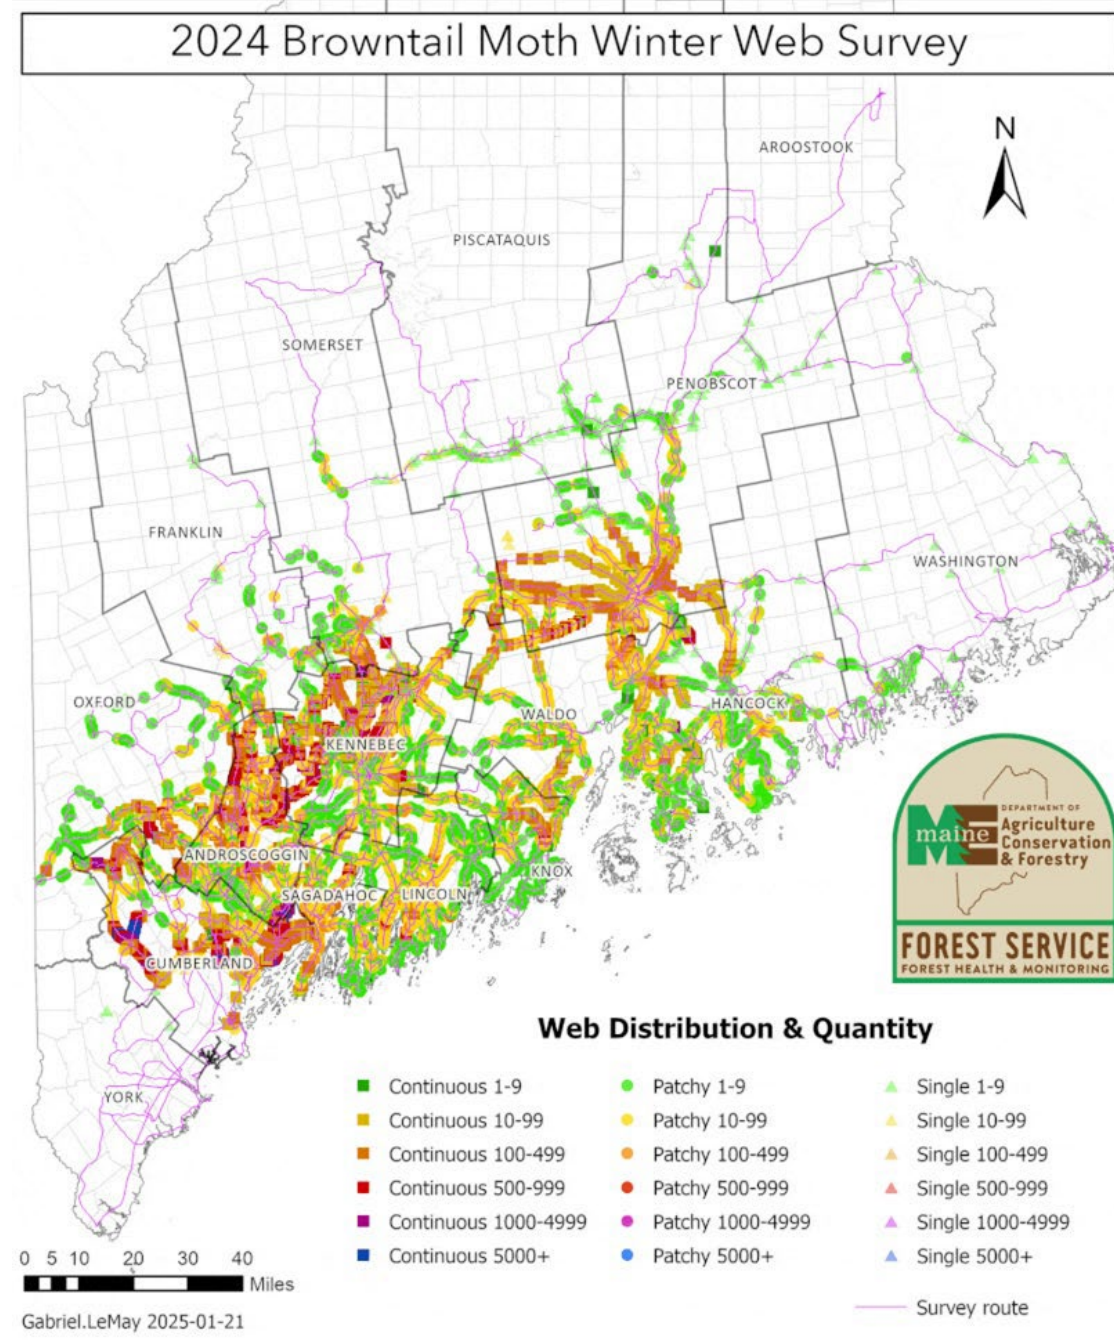 2024 Browntail Moth Winter Web Survey
N
AROOSTOOK
PISCATAQUIS
SOMERSET
PENOBSCOT
FRANKLIN
WASHINGTON
OXFORD
HANCOCK
WALDO
KENNEBEC
ANDROSCOGGIN
KNOX
SAGADAHOC
LINCOLN
CUMBERLAND
YORK
maine
DEPARTMENT OF
Agriculture
Conservation
& Forestry
FOREST SERVICE
FOREST HEALTH & MONITORING
Web Distribution & Quantity
Continuous 1-9
Continuous 10-99
Continuous 100-499
Continuous 500-999
Continuous 1000-4999
Continuous 5000+
Patchy 1-9
Patchy 10-99
Patchy 100-499
Patchy 500-999
Patchy 1000-4999
Patchy 5000+
Single 1-9
Single 10-99
Single 100-499
Single 500-999
Single 1000-4999
Single 5000+
Survey route
0 5 10 20 30 40
Miles
Gabriel.LeMay 2025-01-21